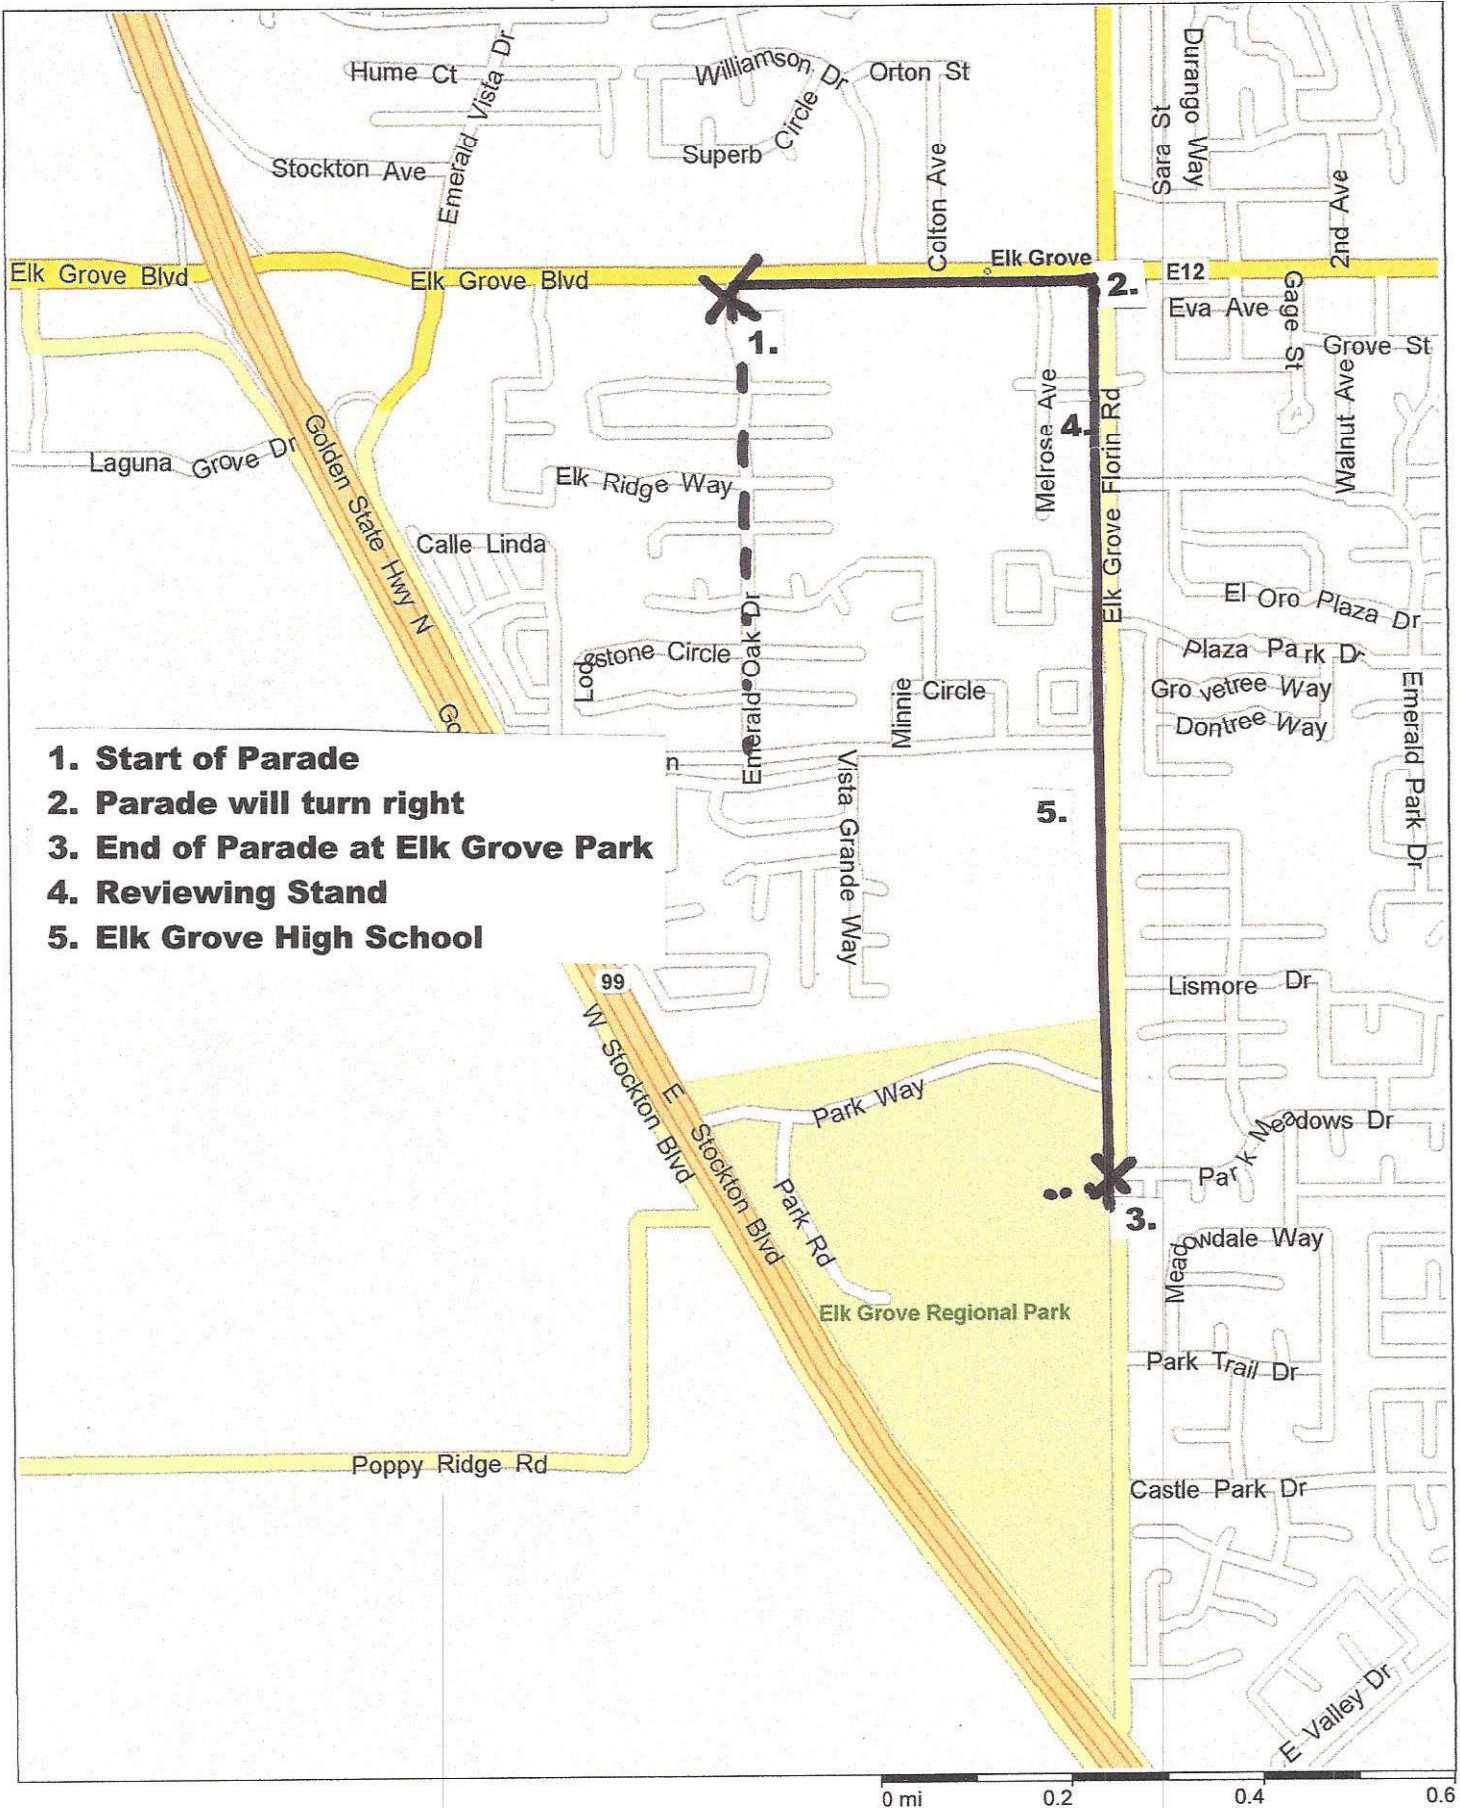 Hume Ct
Emerald Vista Dr
Williamson Dr
Orton St
Durango Way
Superb Circle
Sara St
Stockton Ave
Colton Ave
2nd Ave
Elk Grove Blvd
Elk Grove Blvd
Elk Grove
E12
1.
2.
Eva Ave
Gage St
Grove St
Walnut Ave
Melrose Ave
4.
Elk Grove Florin Rd
Laguna Grove Dr
Golden State Hwy N
Elk Ridge Way
Calle Linda
El Oro Plaza Dr
Plaza Park Dr
Lodestone Circle
Emerald Oak Dr
Minnie Circle
Grovetree Way
Dontree Way
Emerald Park Dr
Go
n
Vista Grande Way
5.
1. Start of Parade
2. Parade will turn right
3. End of Parade at Elk Grove Park
4. Reviewing Stand
5. Elk Grove High School
99
W Stockton Blvd
E Stockton Blvd
Lismore Dr
Park Way
Park Meadows Dr
Park Rd
3.
Meadowdale Way
Elk Grove Regional Park
Park Trail Dr
Poppy Ridge Rd
Castle Park Dr
E Valley Dr
0 mi 0.2 0.4 0.6